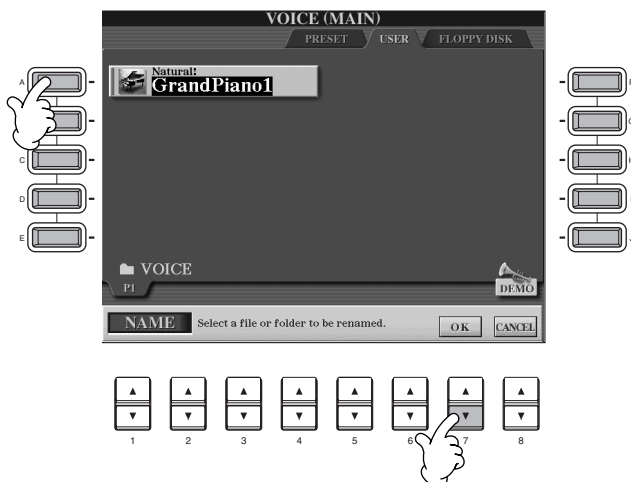 VOICE (MAIN)
PRESET USER FLOPPY DISK
A
Natural!
GrandPiano1
C
D
E
VOICE
P1
DEMO
NAME Select a file or folder to be renamed. OK CANCEL
1 2 3 4 5 6 7 8